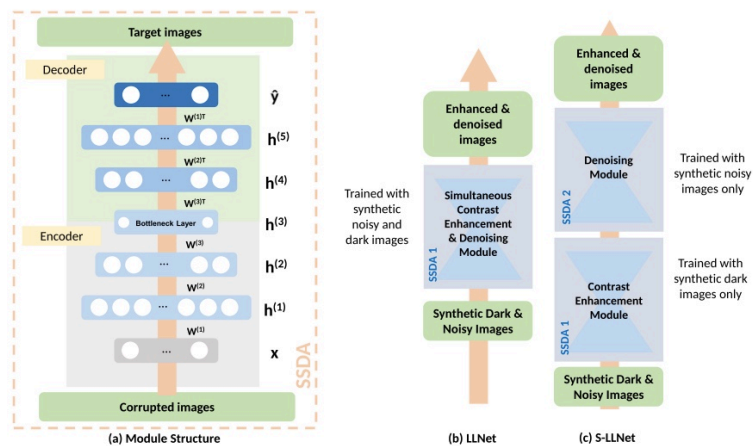 Target images
Decoder
...
ŷ
W(1)T
...
h(5)
W(2)T
...
h(4)
W(3)T
Bottleneck Layer
h(3)
Encoder
W(3)
...
h(2)
W(2)
...
h(1)
W(1)
...
x
SSDA
Corrupted images
(a) Module Structure
Enhanced &
denoised
images
Trained with
synthetic
noisy and
dark images
Simultaneous
Contrast
Enhancement
& Denoising
Module
SSDA 1
Synthetic Dark &
Noisy Images
(b) LLNet
Enhanced &
denoised
images
Denoising
Module
SSDA 2
Trained with
synthetic noisy
images only
Contrast
Enhancement
Module
SSDA 1
Trained with
synthetic dark
images only
Synthetic Dark &
Noisy Images
(c) S-LLNet